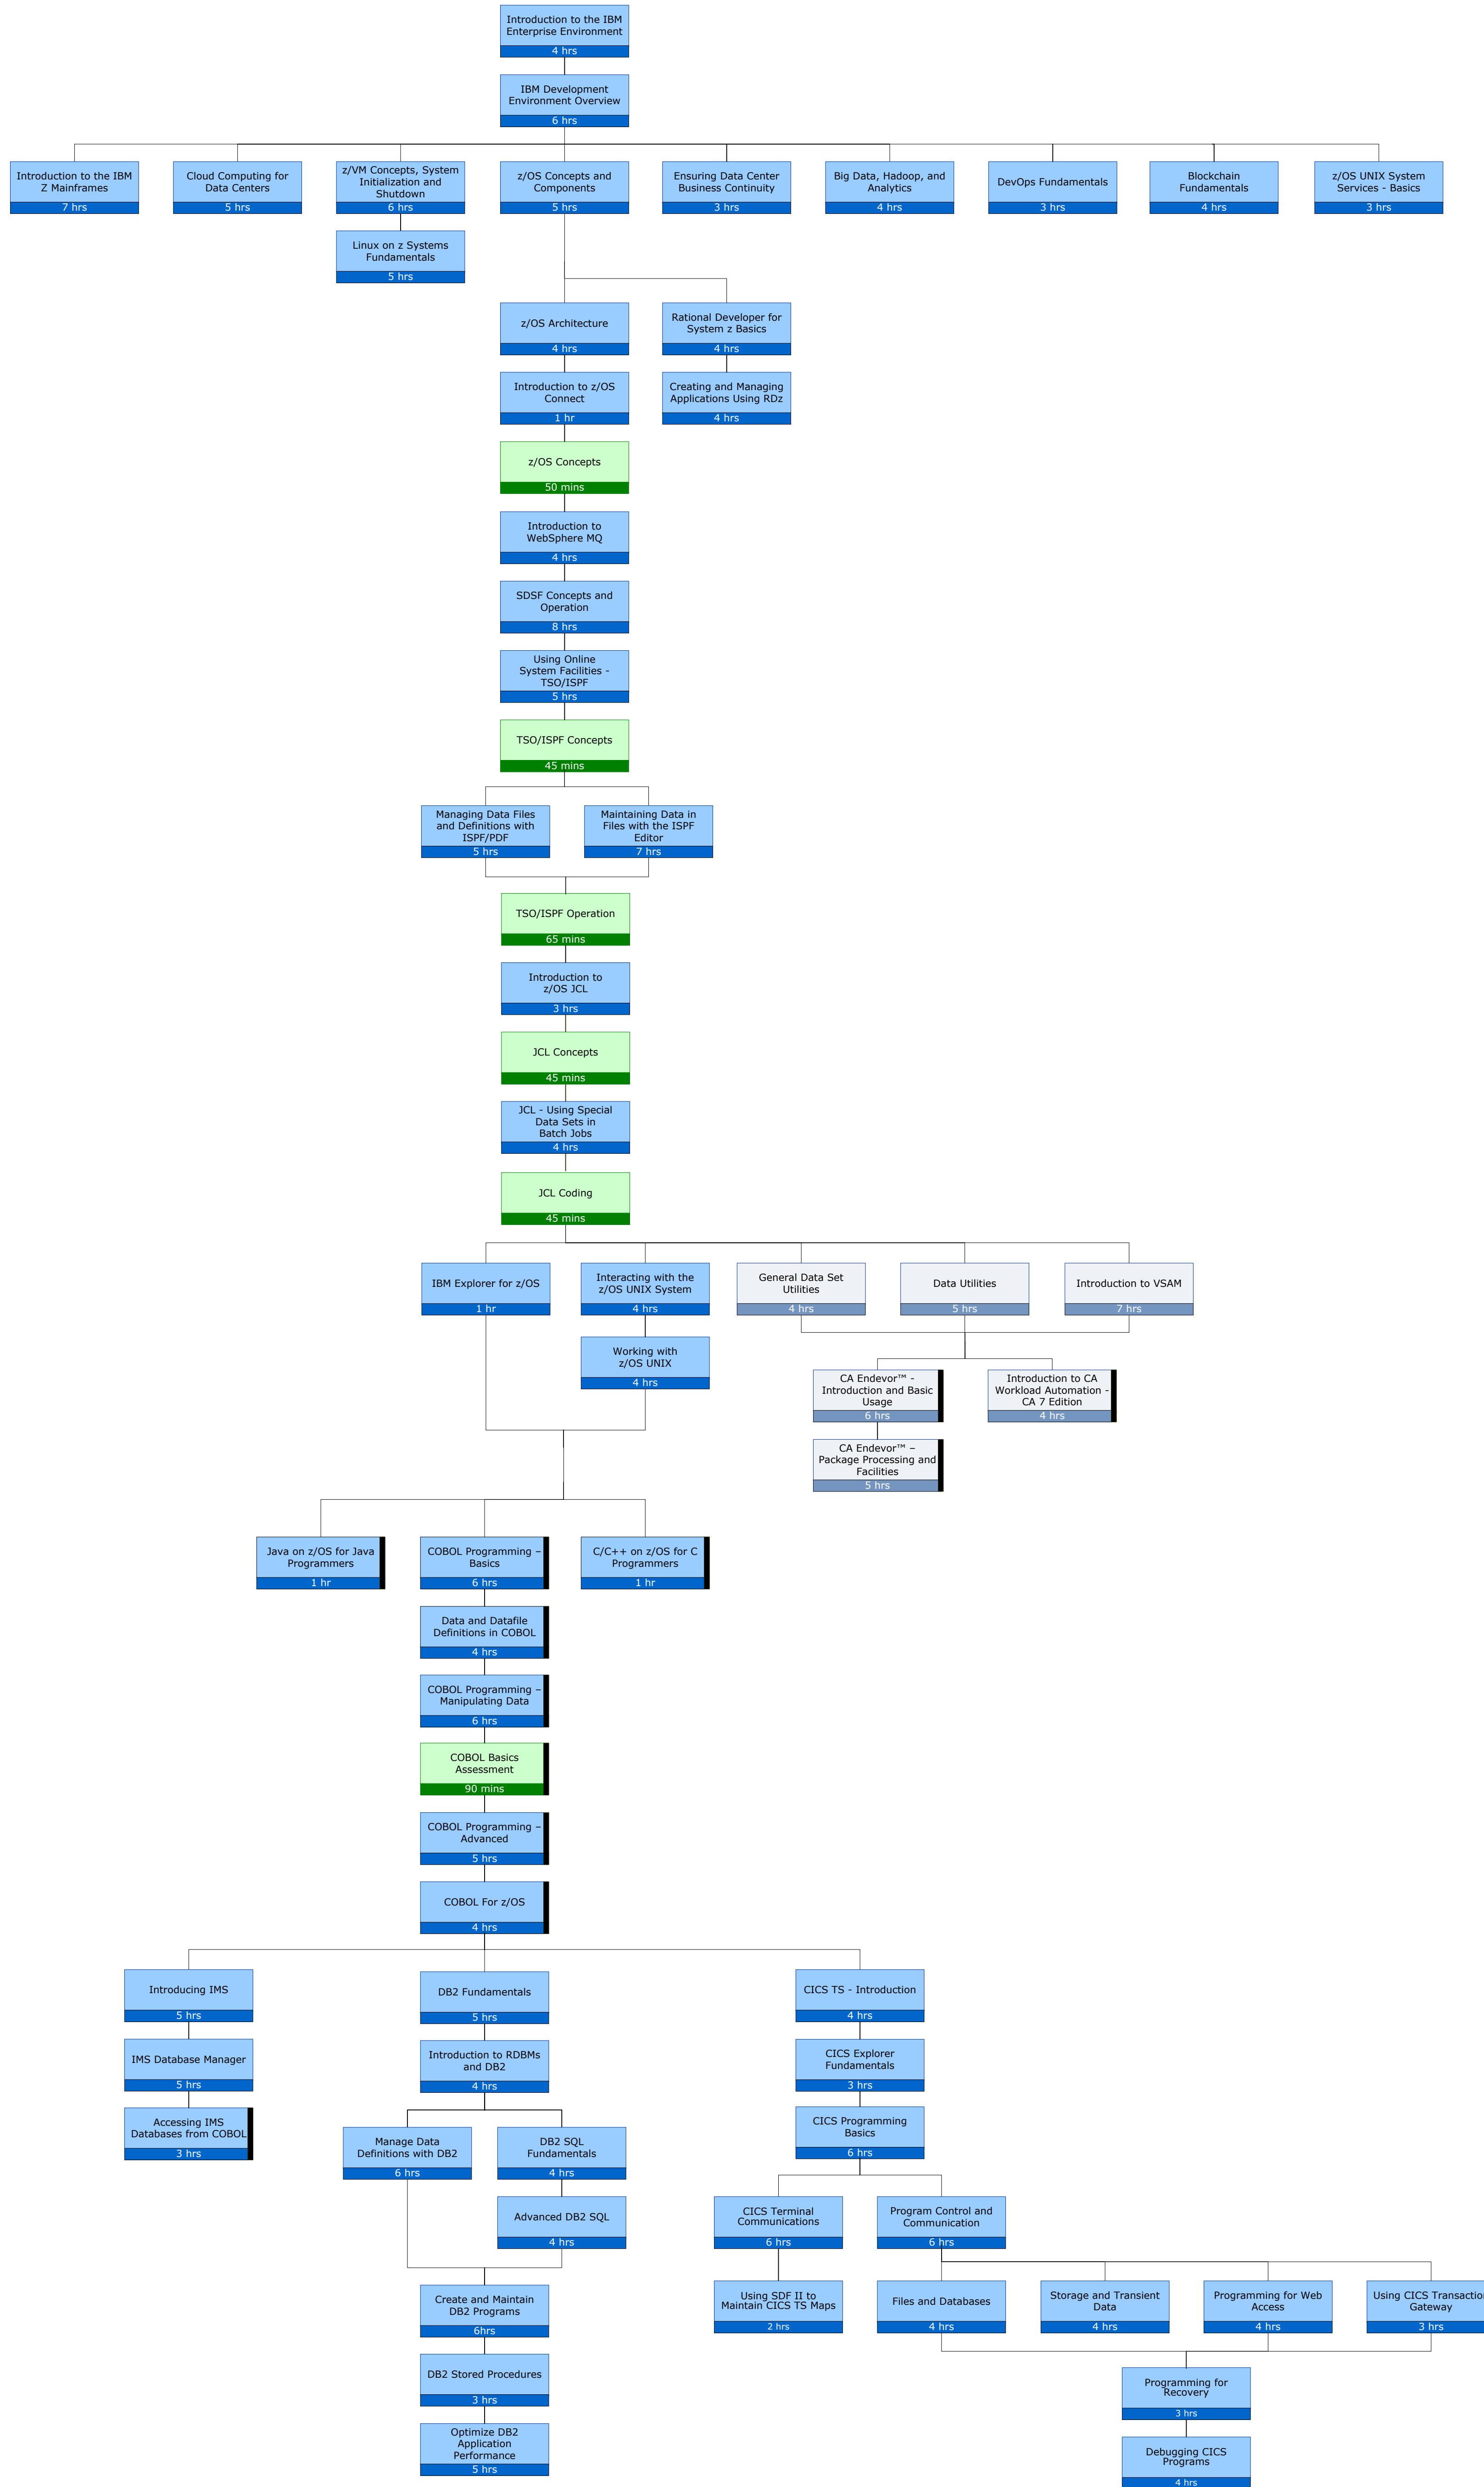 Introduction to the IBM
Enterprise Environment
4 hrs
IBM Development
Environment Overview
6 hrs
Introduction to the IBM
Z Mainframes
7 hrs
Cloud Computing for
Data Centers
5 hrs
z/VM Concepts, System
Initialization and
Shutdown
6 hrs
z/OS Concepts and
Components
5 hrs
Ensuring Data Center
Business Continuity
3 hrs
Big Data, Hadoop, and
Analytics
4 hrs
DevOps Fundamentals
3 hrs
Blockchain
Fundamentals
4 hrs
z/OS UNIX System
Services - Basics
3 hrs
Linux on z Systems
Fundamentals
5 hrs
z/OS Architecture
4 hrs
Rational Developer for
System z Basics
4 hrs
Introduction to z/OS
Connect
1 hr
Creating and Managing
Applications Using RDz
4 hrs
z/OS Concepts
50 mins
Introduction to
WebSphere MQ
4 hrs
SDSF Concepts and
Operation
8 hrs
Using Online
System Facilities -
TSO/ISPF
5 hrs
TSO/ISPF Concepts
45 mins
Managing Data Files
and Definitions with
ISPF/PDF
5 hrs
Maintaining Data in
Files with the ISPF
Editor
7 hrs
TSO/ISPF Operation
65 mins
Introduction to
z/OS JCL
3 hrs
JCL Concepts
45 mins
JCL - Using Special
Data Sets in
Batch Jobs
4 hrs
JCL Coding
45 mins
IBM Explorer for z/OS
1 hr
Interacting with the
z/OS UNIX System
4 hrs
General Data Set
Utilities
4 hrs
Data Utilities
5 hrs
Introduction to VSAM
7 hrs
Working with
z/OS UNIX
4 hrs
CA Endevor™ -
Introduction and Basic
Usage
6 hrs
Introduction to CA
Workload Automation -
CA 7 Edition
4 hrs
CA Endevor™ –
Package Processing and
Facilities
5 hrs
Java on z/OS for Java
Programmers
1 hr
COBOL Programming –
Basics
6 hrs
C/C++ on z/OS for C
Programmers
1 hr
Data and Datafile
Definitions in COBOL
4 hrs
COBOL Programming –
Manipulating Data
6 hrs
COBOL Basics
Assessment
90 mins
COBOL Programming –
Advanced
5 hrs
COBOL For z/OS
4 hrs
Introducing IMS
5 hrs
DB2 Fundamentals
5 hrs
CICS TS - Introduction
4 hrs
IMS Database Manager
5 hrs
Introduction to RDBMs
and DB2
4 hrs
CICS Explorer
Fundamentals
3 hrs
Accessing IMS
Databases from COBOL
3 hrs
Manage Data
Definitions with DB2
6 hrs
DB2 SQL
Fundamentals
4 hrs
CICS Programming
Basics
6 hrs
Advanced DB2 SQL
4 hrs
CICS Terminal
Communications
6 hrs
Program Control and
Communication
6 hrs
Create and Maintain
DB2 Programs
6hrs
Using SDF II to
Maintain CICS TS Maps
2 hrs
Files and Databases
4 hrs
Storage and Transient
Data
4 hrs
Programming for Web
Access
4 hrs
Using CICS Transaction
Gateway
3 hrs
DB2 Stored Procedures
3 hrs
Programming for
Recovery
3 hrs
Optimize DB2
Application
Performance
5 hrs
Debugging CICS
Programs
4 hrs